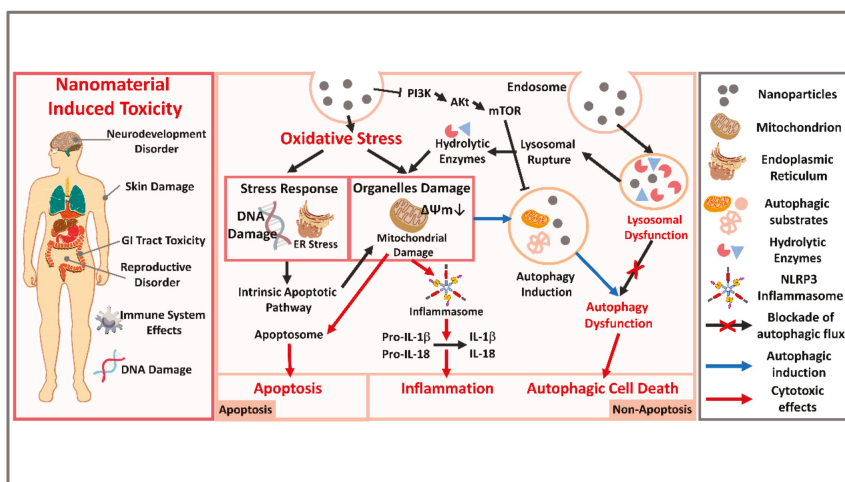 Nanomaterial
Induced Toxicity
Neurodevelopment
Disorder
Skin Damage
GI Tract Toxicity
Reproductive
Disorder
Immune System
Effects
DNA Damage
PI3K
AKt
mTOR
Endosome
Oxidative Stress
Hydrolytic
Enzymes
Lysosomal
Rupture
Stress Response
DNA
Damage
ER Stress
Organelles Damage
ΔΨm↓
Mitochondrial
Damage
Lysosomal
Dysfunction
Autophagy
Induction
Intrinsic Apoptotic
Pathway
Inflammasome
Autophagy
Dysfunction
Apoptosome
Pro-IL-1β
Pro-IL-18
IL-1β
IL-18
Apoptosis
Inflammation
Autophagic Cell Death
Apoptosis
Non-Apoptosis
Nanoparticles
Mitochondrion
Endoplasmic
Reticulum
Autophagic
substrates
Hydrolytic
Enzymes
NLRP3
Inflammasome
Blockade of
autophagic flux
Autophagic
induction
Cytotoxic
effects